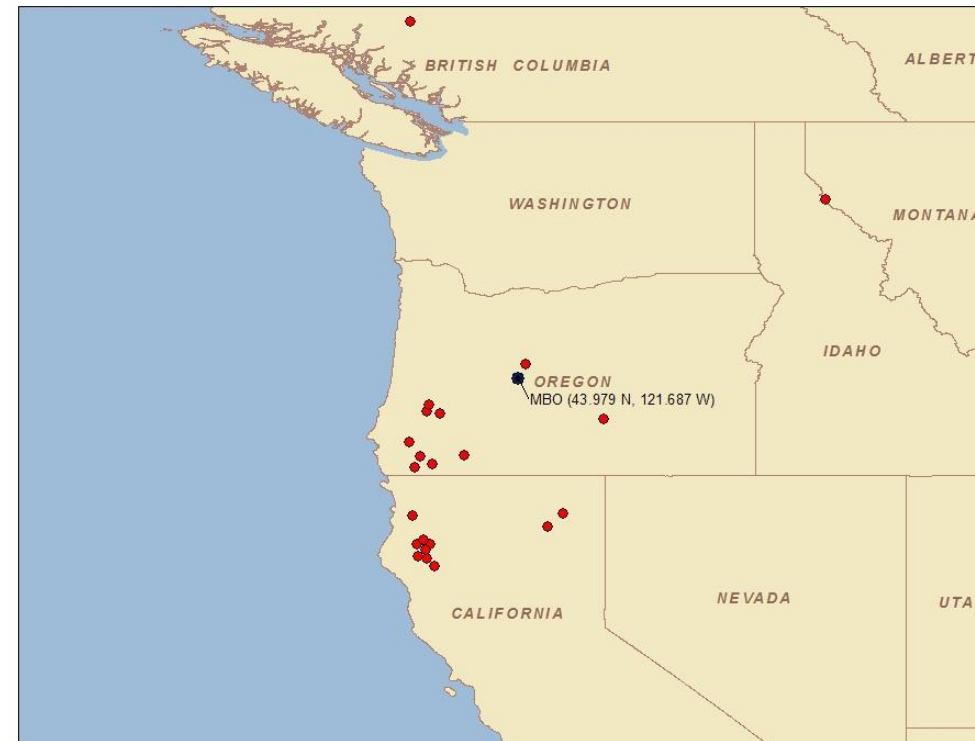 BRITISH COLUMBIA
ALBERT
WASHINGTON
MONTANA
IDAHO
OREGON
MBO (43.979 N, 121.687 W)
NEVADA
UTA
CALIFORNIA